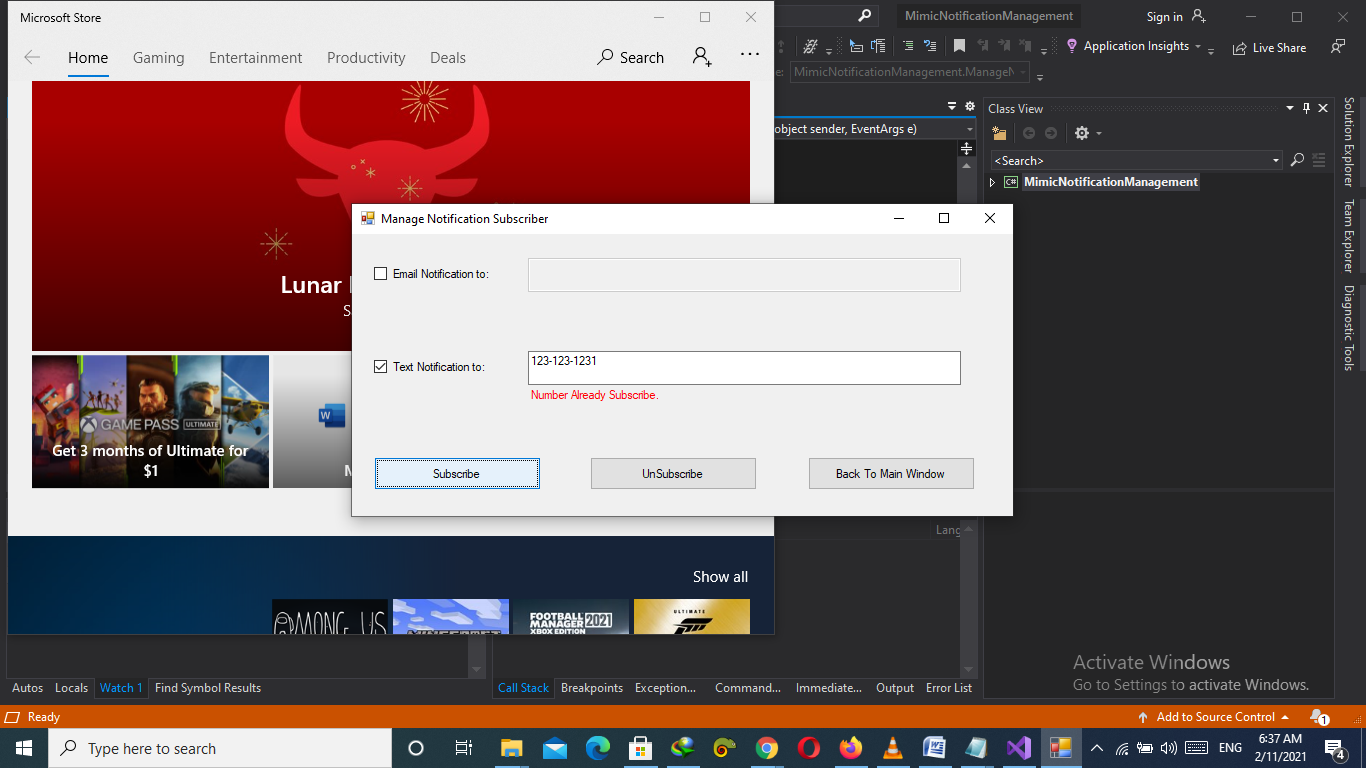 Microsoft Store
Home Gaming Entertainment Productivity Deals Search
Lunar
GAME PASS ULTIMATE
Get 3 months of Ultimate for
$1
W
Show all
AMONG US
FOOTBALL
MANAGER 2021
XBOX EDITION
ULTIMATE
MimicNotificationManagement
Sign in
Application Insights
Live Share
MimicNotificationManagement.ManageN
object sender, EventArgs e)
Class View
<Search>
C# MimicNotificationManagement
Solution Explorer
Team Explorer
Diagnostic Tools
Manage Notification Subscriber
Email Notification to:
Text Notification to:
123-123-1231
Number Already Subscribe.
Subscribe UnSubscribe Back To Main Window
Lang
Activate Windows
Go to Settings to activate Windows.
Autos Locals Watch 1 Find Symbol Results
Call Stack Breakpoints Exception... Command... Immediate... Output Error List
Ready
Add to Source Control
1
Type here to search
ENG
6:37 AM
2/11/2021
4